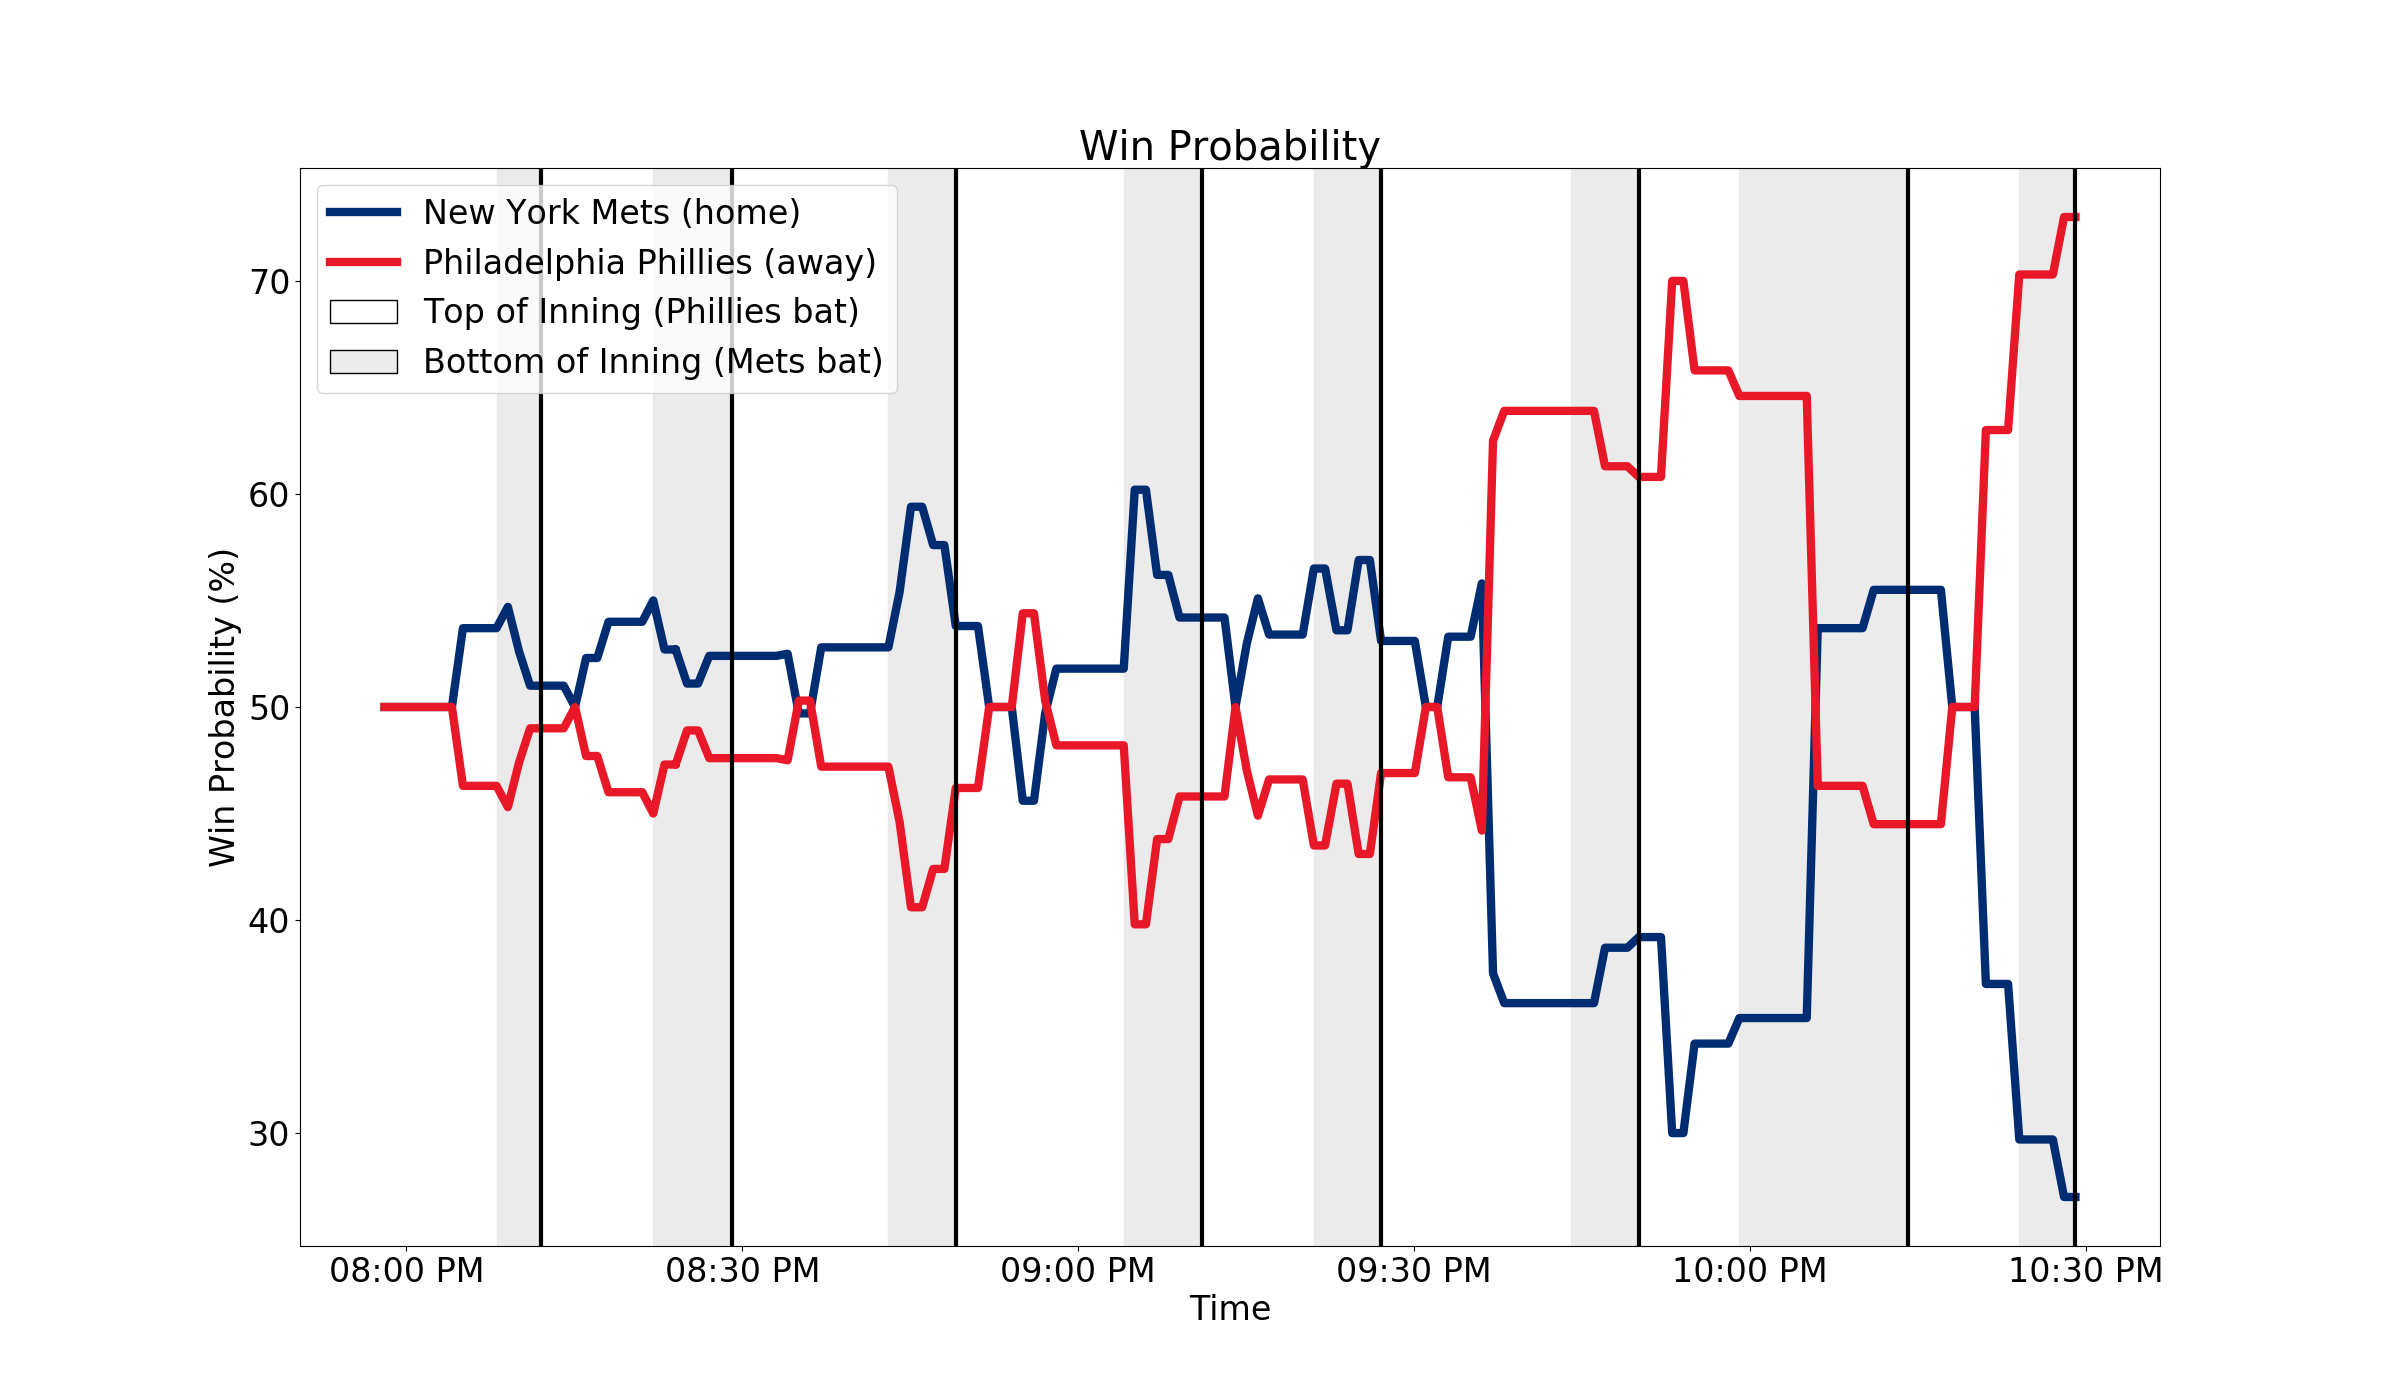 Win Probability
New York Mets (home)
Philadelphia Phillies (away)
Top of Inning (Phillies bat)
Bottom of Inning (Mets bat)
Win Probability (%)
70
60
50
40
30
08:00 PM 08:30 PM 09:00 PM 09:30 PM 10:00 PM 10:30 PM
Time